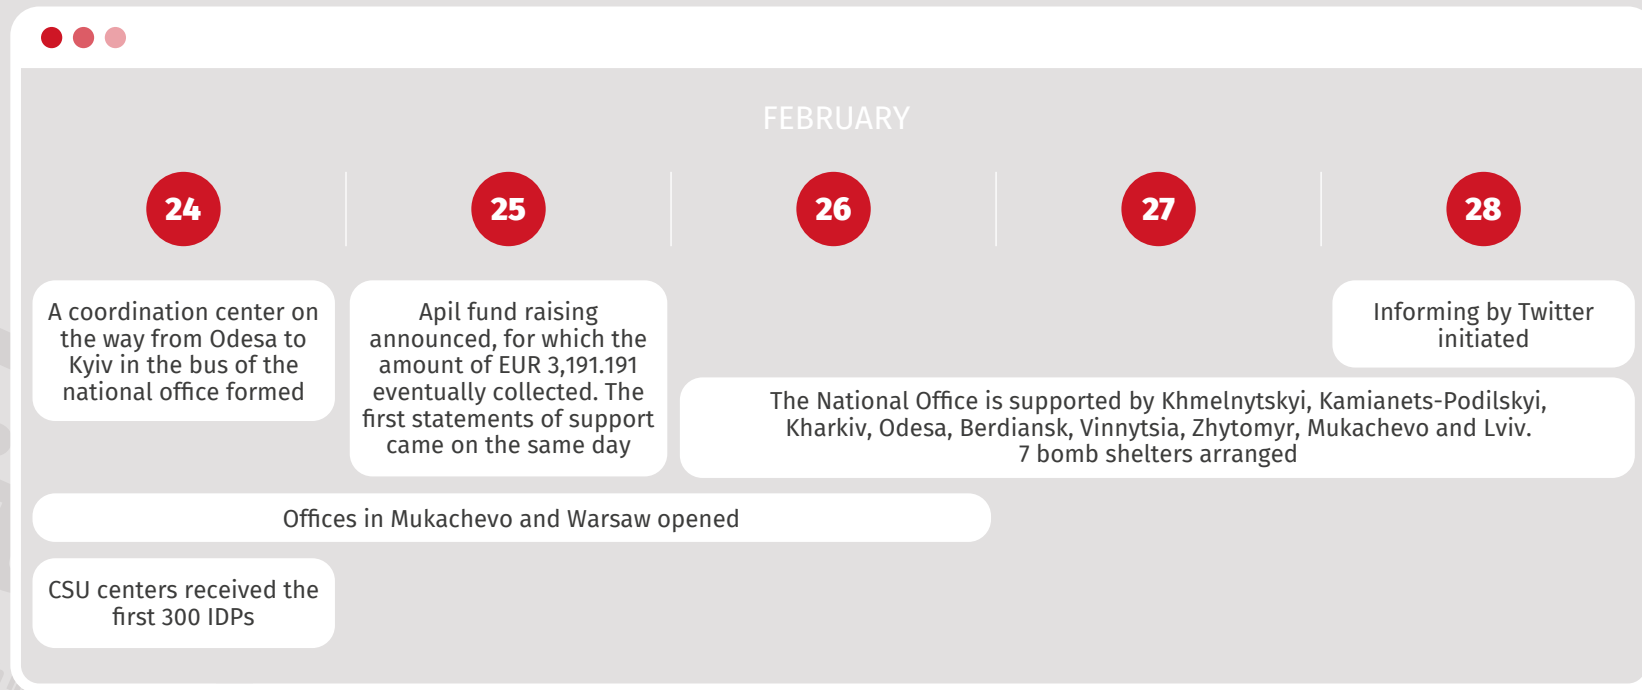 FEBRUARY
24
25
26
27
28
A coordination center on
the way from Odesa to
Kyiv in the bus of the
national office formed
Apil fund raising
announced, for which the
amount of EUR 3,191.191
eventually collected. The
first statements of support
came on the same day
Informing by Twitter
initiated
The National Office is supported by Khmelnytskyi, Kamianets-Podilskyi,
Kharkiv, Odesa, Berdiansk, Vinnytsia, Zhytomyr, Mukachevo and Lviv.
7 bomb shelters arranged
Offices in Mukachevo and Warsaw opened
CSU centers received the
first 300 IDPs